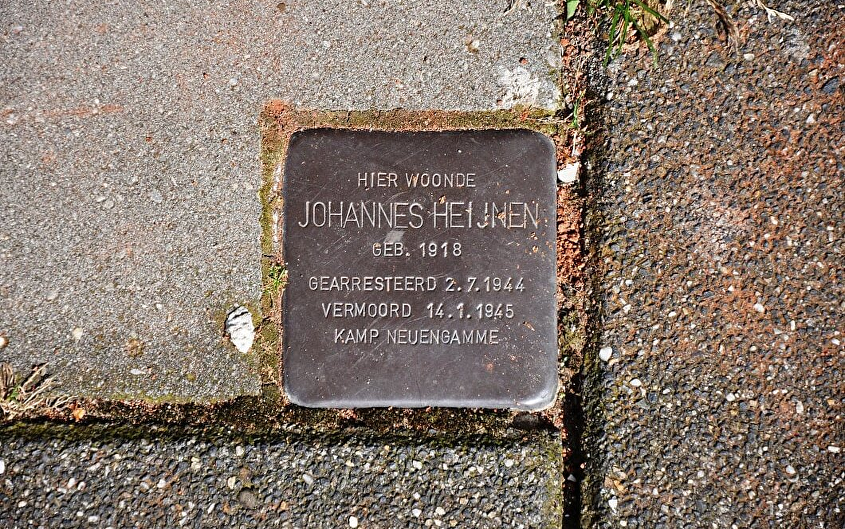 HIER WOONDE
JOHANNES HEIJNEN
GEB. 1918
GEARRESTEERD 2.7.1944
VERMOORD 14.1.1945
KAMP NEUENGAMME